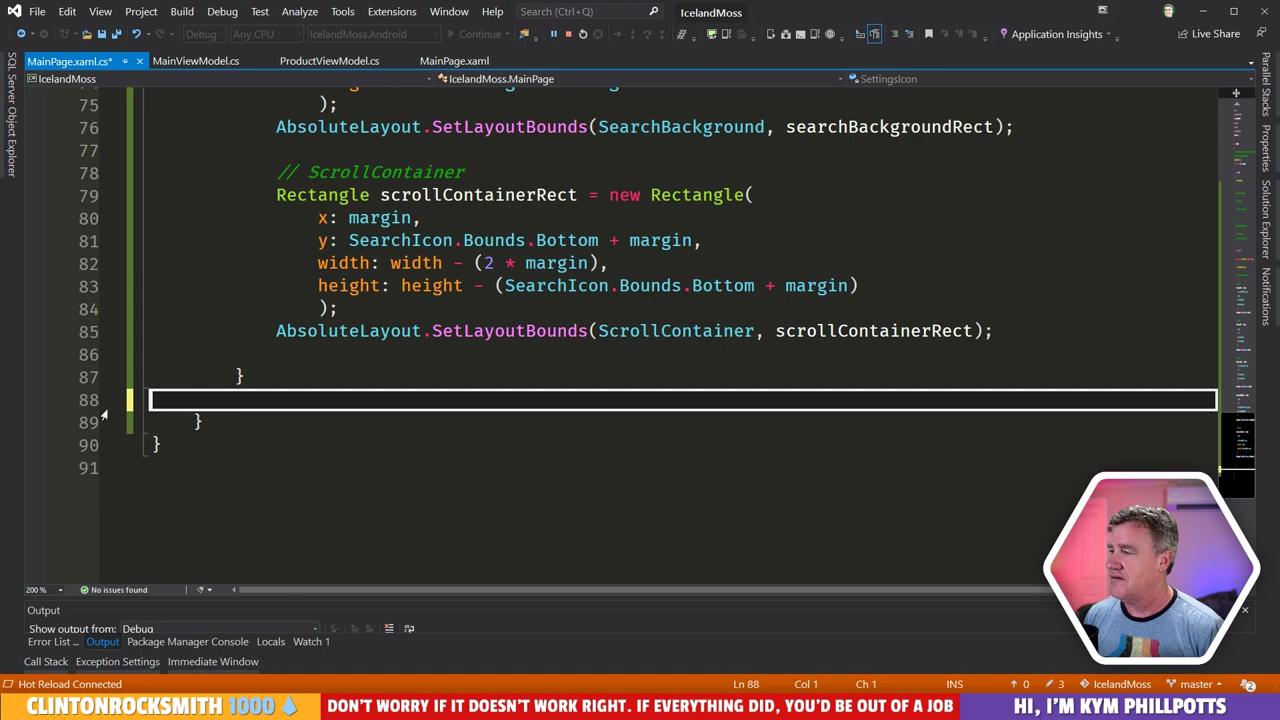 File Edit View Project Build Debug Test Analyze Tools Extensions Window Help Search (Ctrl+Q) IcelandMoss
Debug Any CPU IcelandMoss.Android Continue Application Insights Live Share
MainPage.xaml.cs* MainViewModel.cs ProductViewModel.cs MainPage.xaml
IcelandMoss IcelandMoss.MainPage SettingsIcon
75 );
76 AbsoluteLayout.SetLayoutBounds(SearchBackground, searchBackgroundRect);
77
78 // ScrollContainer
79 Rectangle scrollContainerRect = new Rectangle(
80 x: margin,
81 y: SearchIcon.Bounds.Bottom + margin,
82 width: width - (2 * margin),
83 height: height - (SearchIcon.Bounds.Bottom + margin)
84 );
85 AbsoluteLayout.SetLayoutBounds(ScrollContainer, scrollContainerRect);
86
87 }
88
89 }
90 }
91
SQL Server Object Explorer
Parallel Stacks
Properties
Solution Explorer
Notifications
200 % No issues found
Output
Show output from: Debug
Error List ... Output Package Manager Console Locals Watch 1
Call Stack Exception Settings Immediate Window
Hot Reload Connected Ln 88 Col 1 Ch 1 INS 0 3 IcelandMoss master 2
CLINTONROCKSMITH 1000 DON'T WORRY IF IT DOESN'T WORK RIGHT. IF EVERYTHING DID, YOU'D BE OUT OF A JOB HI, I'M KYM PHILLPOTTS